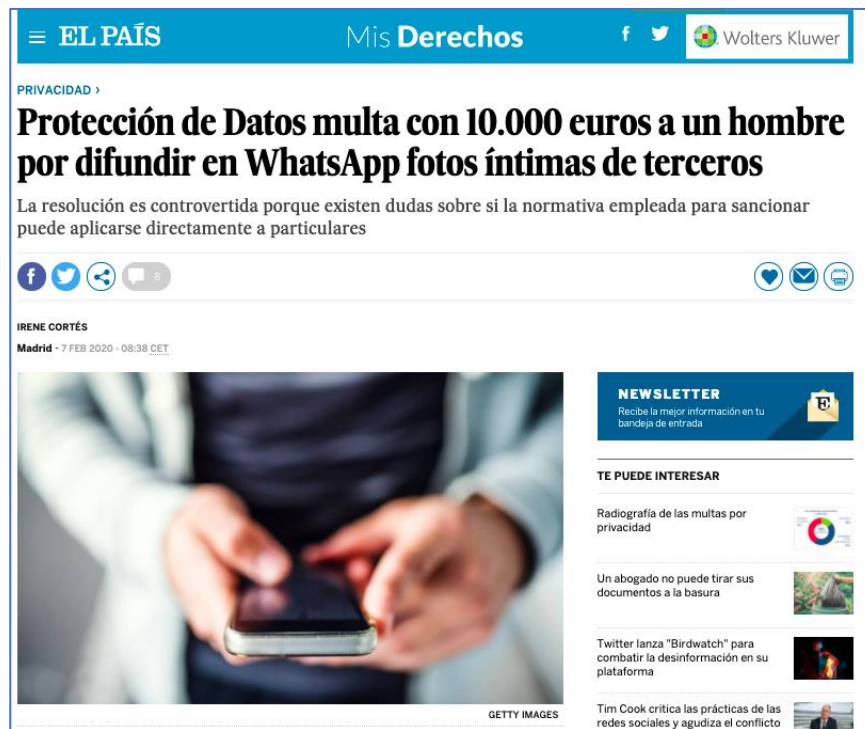 EL PAÍS
Mis Derechos
Wolters Kluwer
PRIVACIDAD ›
Protección de Datos multa con 10.000 euros a un hombre
por difundir en WhatsApp fotos íntimas de terceros
La resolución es controvertida porque existen dudas sobre si la normativa empleada para sancionar
puede aplicarse directamente a particulares
8
IRENE CORTÉS
Madrid - 7 FEB 2020 - 08:38 CET
GETTY IMAGES
NEWSLETTER
Recibe la mejor información en tu
bandeja de entrada
E
TE PUEDE INTERESAR
Radiografía de las multas por
privacidad
Un abogado no puede tirar sus
documentos a la basura
Twitter lanza "Birdwatch" para
combatir la desinformación en su
plataforma
Tim Cook critica las prácticas de las
redes sociales y agudiza el conflicto